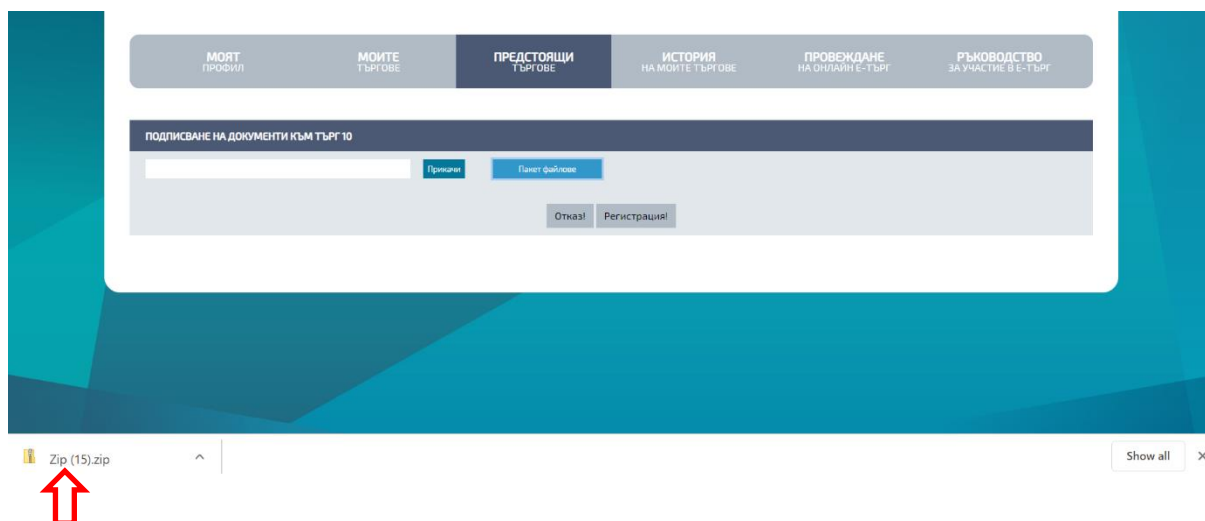 МОЯТ
ПРОФИЛ
МОИТЕ
ТЪРГОВЕ
ПРЕДСТОЯЩИ
ТЪРГОВЕ
ИСТОРИЯ
НА МОИТЕ ТЪРГОВЕ
ПРОВЕЖДАНЕ
НА ОНЛАЙН Е-ТЪРГ
РЪКОВОДСТВО
ЗА УЧАСТИЕ В Е-ТЪРГ
ПОДПИСВАНЕ НА ДОКУМЕНТИ КЪМ ТЪРГ 10
Прикачи
Пакет файлове
Отказ!
Регистрация!
Zip (15).zip
Show all